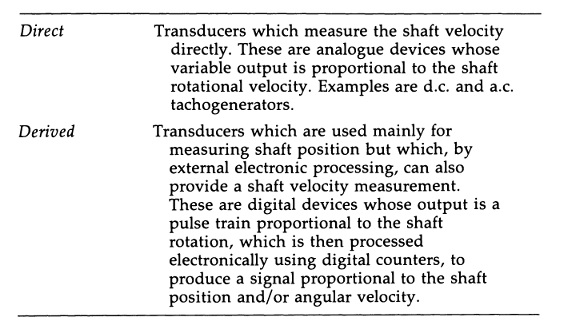 Direct Transducers which measure the shaft velocity
directly. These are analogue devices whose
variable output is proportional to the shaft
rotational velocity. Examples are d.c. and a.c.
tachogenerators.
Derived Transducers which are used mainly for
measuring shaft position but which, by
external electronic processing, can also
provide a shaft velocity measurement.
These are digital devices whose output is a
pulse train proportional to the shaft
rotation, which is then processed
electronically using digital counters, to
produce a signal proportional to the shaft
position and/or angular velocity.